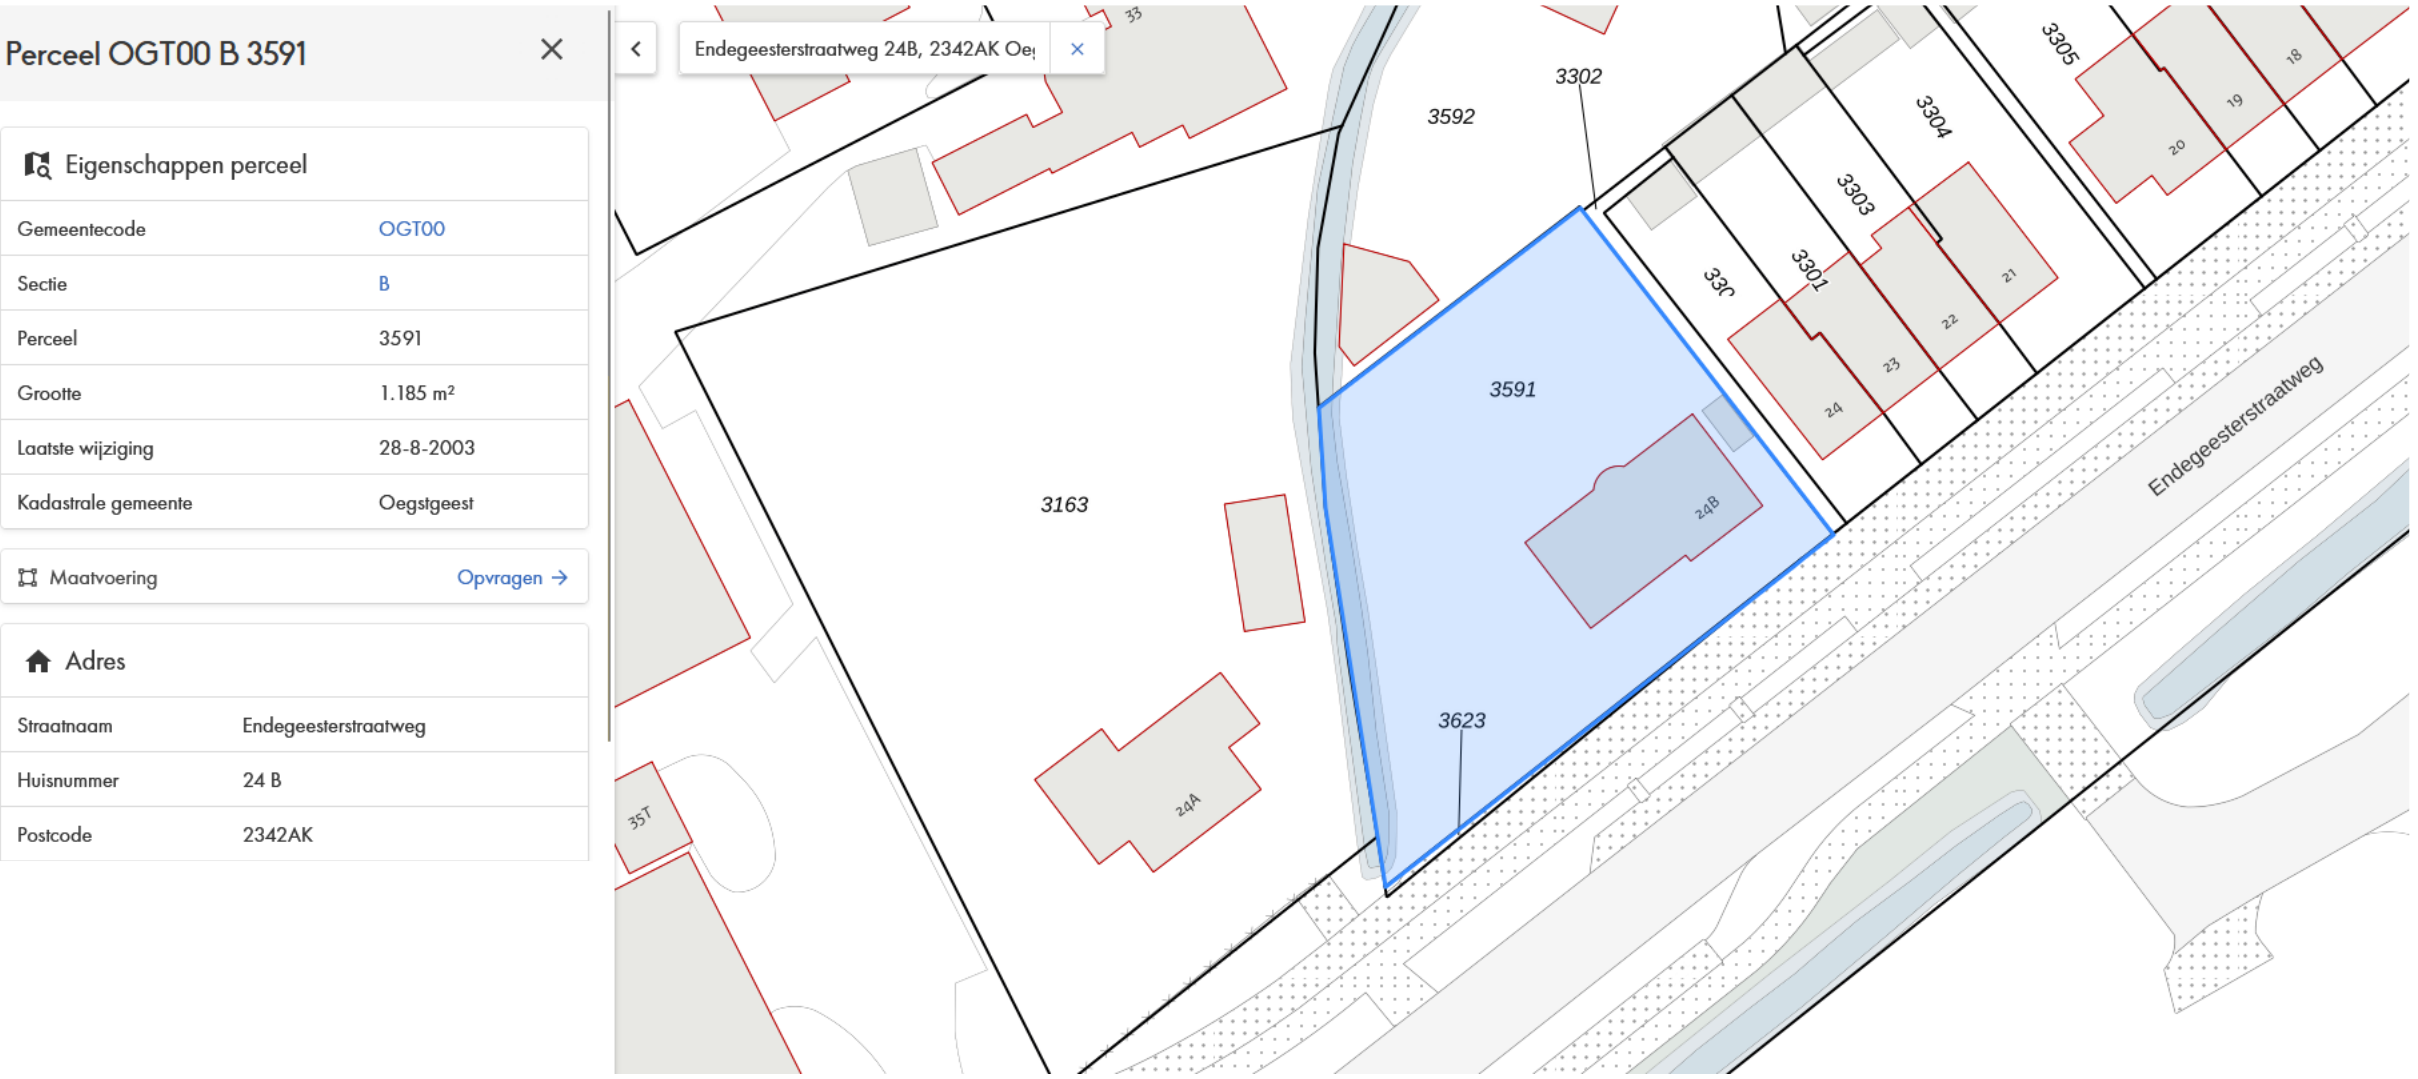 Perceel OGT00 B 3591
Eigenschappen perceel
Gemeentecode OGT00
Sectie B
Perceel 3591
Grootte 1.185 m²
Laatste wijziging 28-8-2003
Kadastrale gemeente Oegstgeest
Maatvoering Opvragen
Adres
Straatnaam Endegeesterstraatweg
Huisnummer 24 B
Postcode 2342AK
Endegeesterstraatweg 24B, 2342AK Oeg
33
3302
3592
3305
18
19
20
3304
3303
3301
330
21
22
23
24
3591
24B
3163
3623
24A
35T
Endegeesterstraatweg